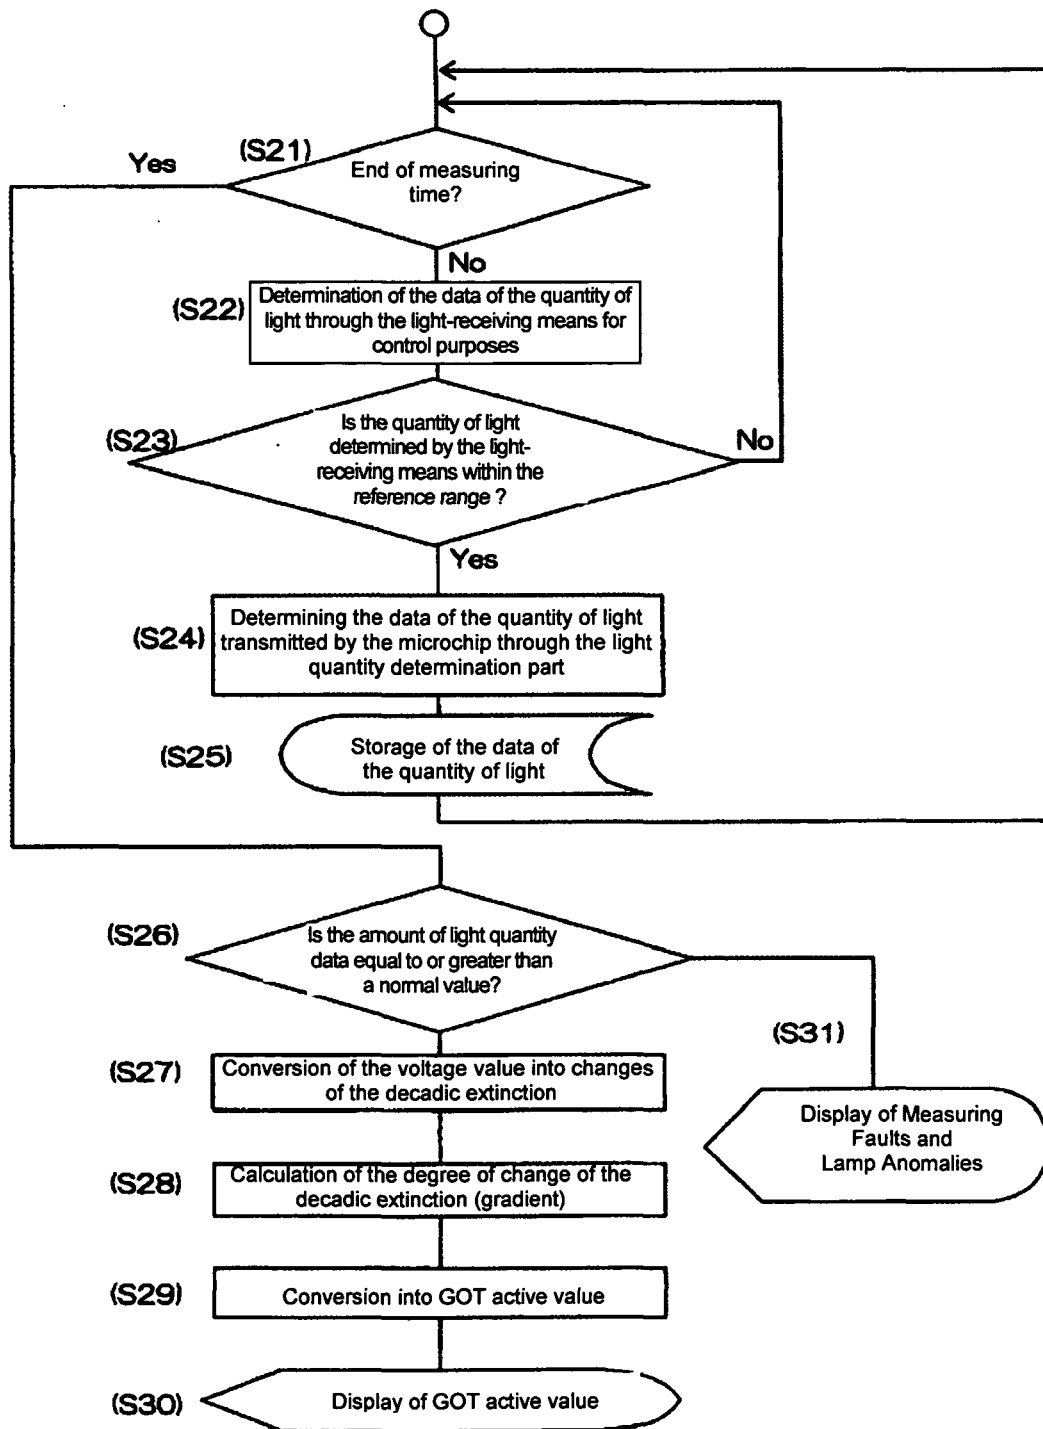 (S21)
Yes
End of measuring
time?
No
(S22)
Determination of the data of the quantity of
light through the light-receiving means for
control purposes
(S23)
Is the quantity of light
determined by the light-
receiving means within the
reference range ?
No
Yes
(S24)
Determining the data of the quantity of light
transmitted by the microchip through the light
quantity determination part
(S25)
Storage of the data of
the quantity of light
(S26)
Is the amount of light quantity
data equal to or greater than
a normal value?
(S31)
Display of Measuring
Faults and
Lamp Anomalies
(S27)
Conversion of the voltage value into changes
of the decadic extinction
(S28)
Calculation of the degree of change of the
decadic extinction (gradient)
(S29)
Conversion into GOT active value
(S30)
Display of GOT active value